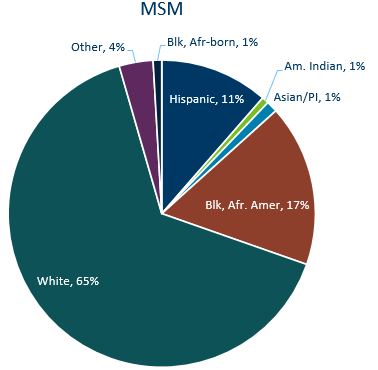 MSM
Other, 4%
Blk, Afr-born, 1%
Am. Indian, 1%
Hispanic, 11%
Asian/PI, 1%
Blk, Afr. Amer, 17%
White, 65%